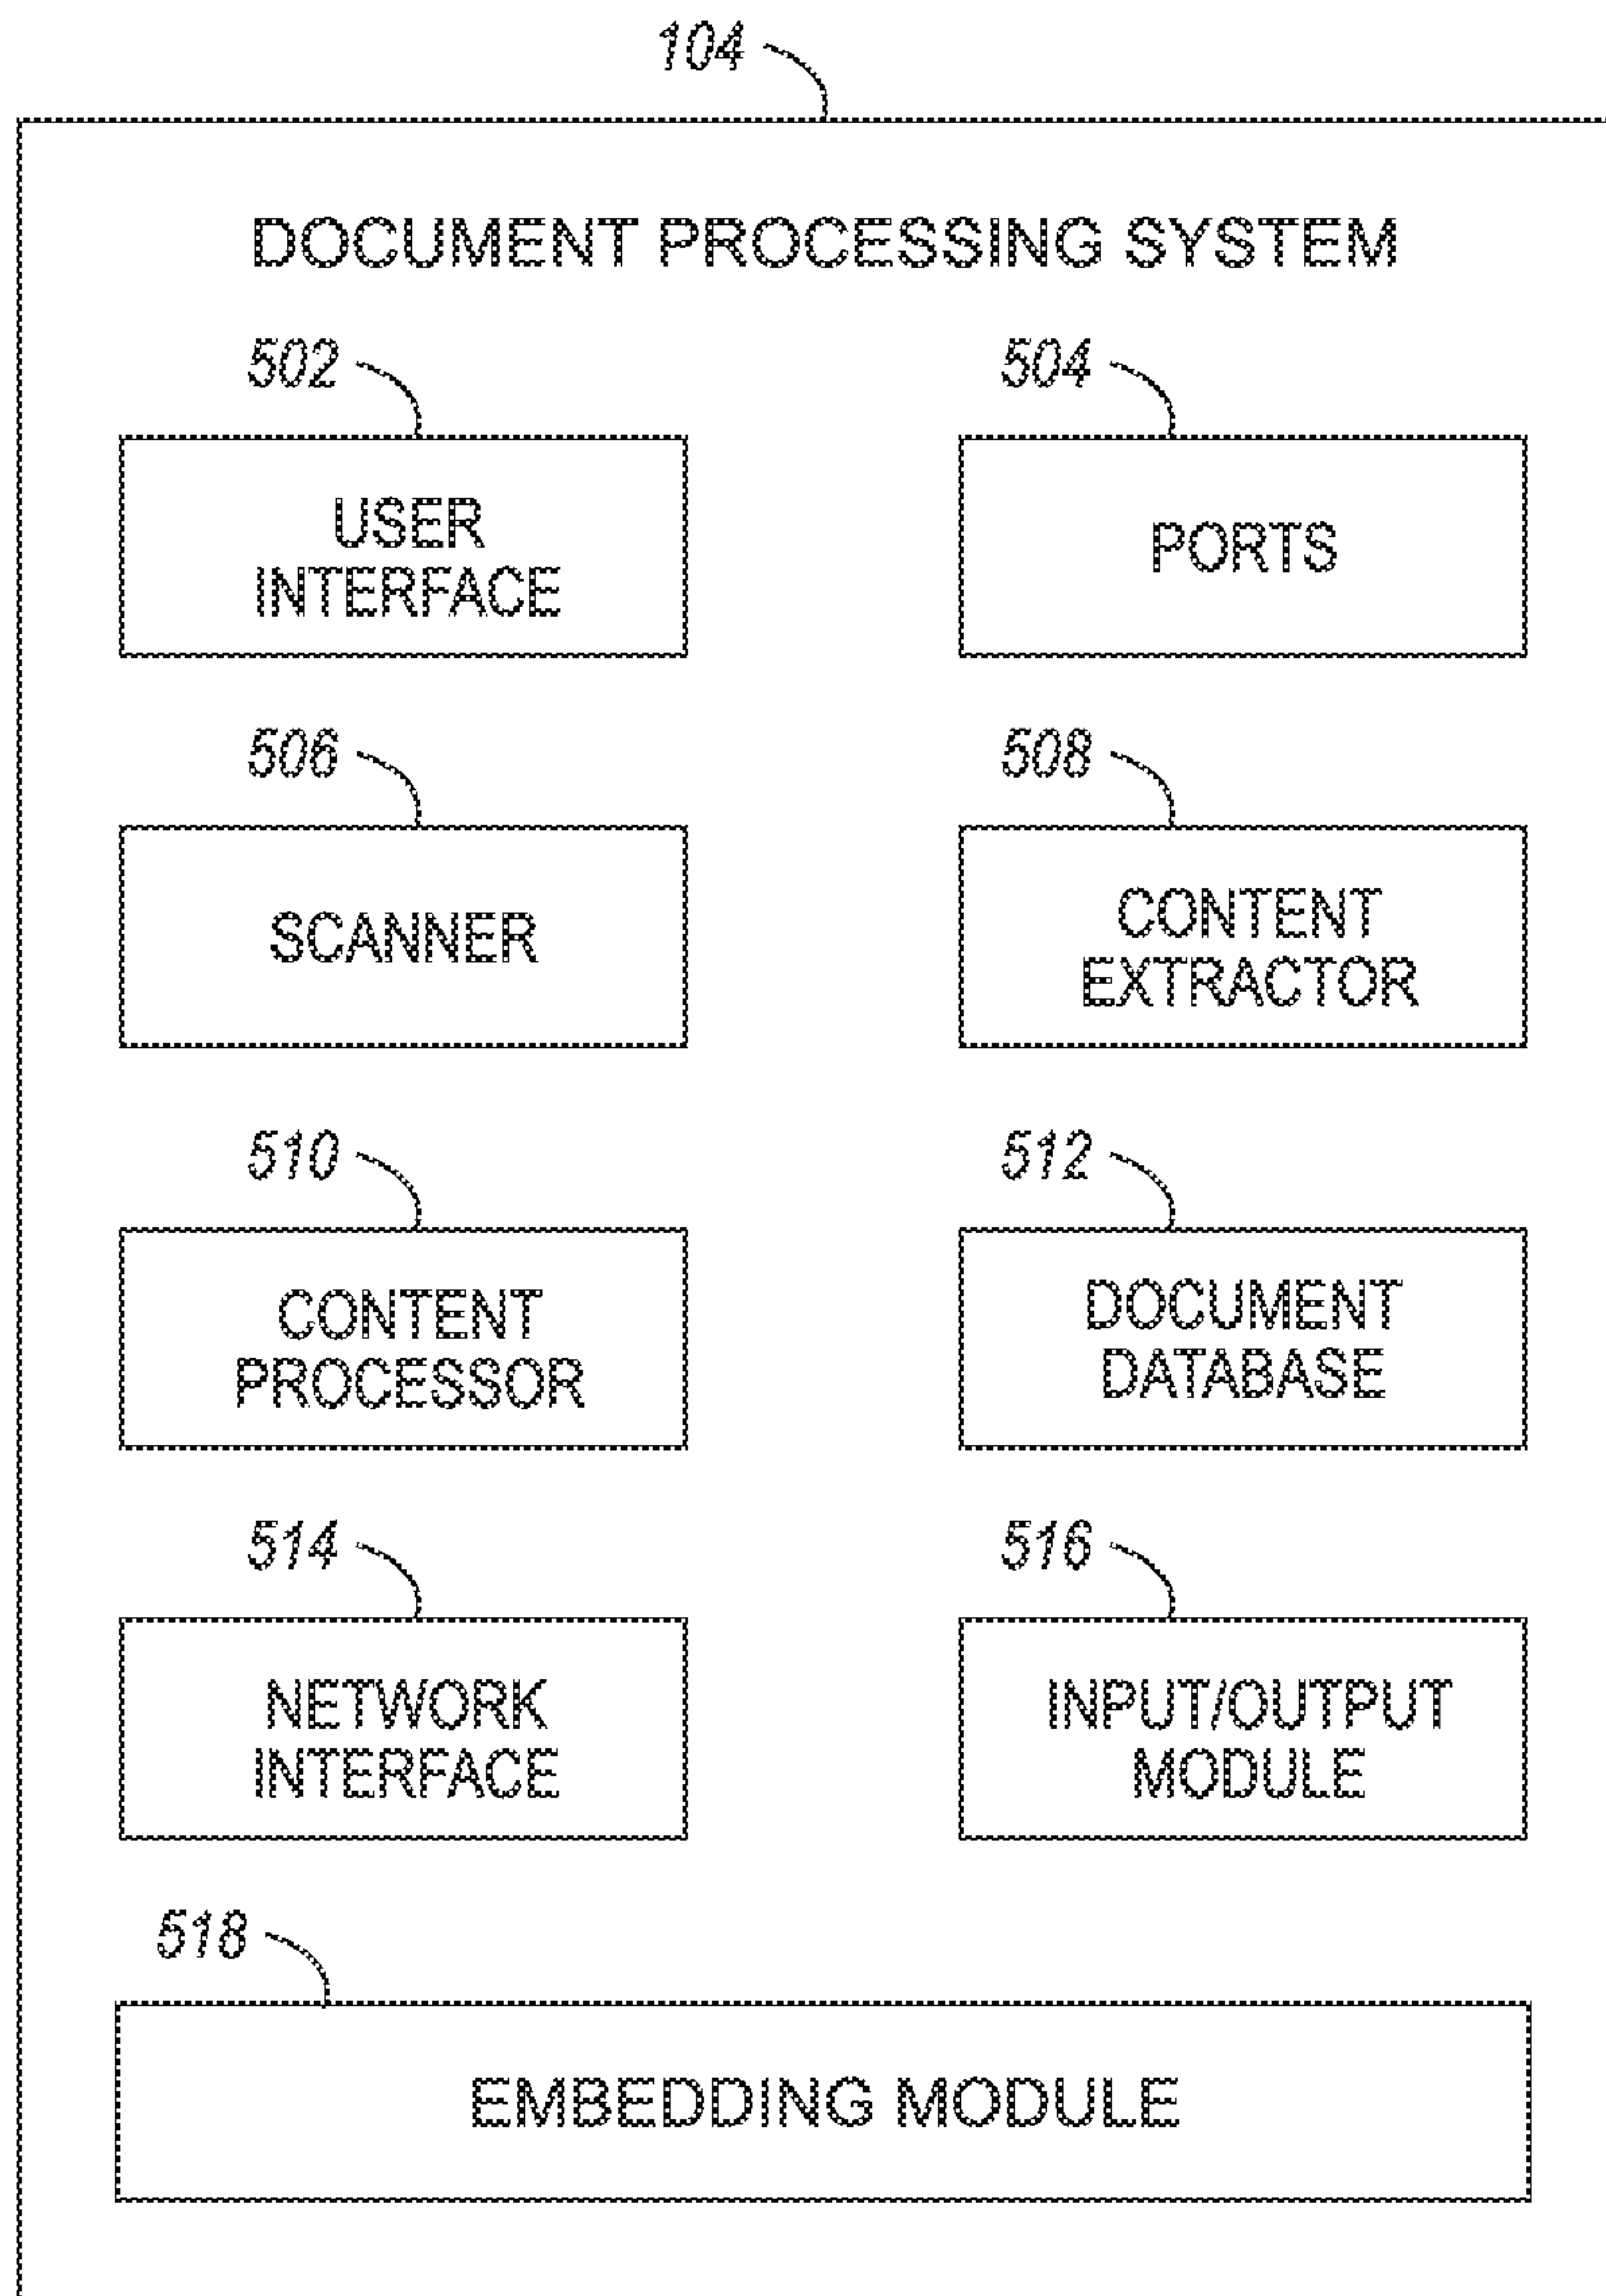 104
DOCUMENT PROCESSING SYSTEM
502
504
USER
INTERFACE
PORTS
506
508
SCANNER
CONTENT
EXTRACTOR
510
512
CONTENT
PROCESSOR
DOCUMENT
DATABASE
514
516
NETWORK
INTERFACE
INPUT/OUTPUT
MODULE
518
EMBEDDING MODULE